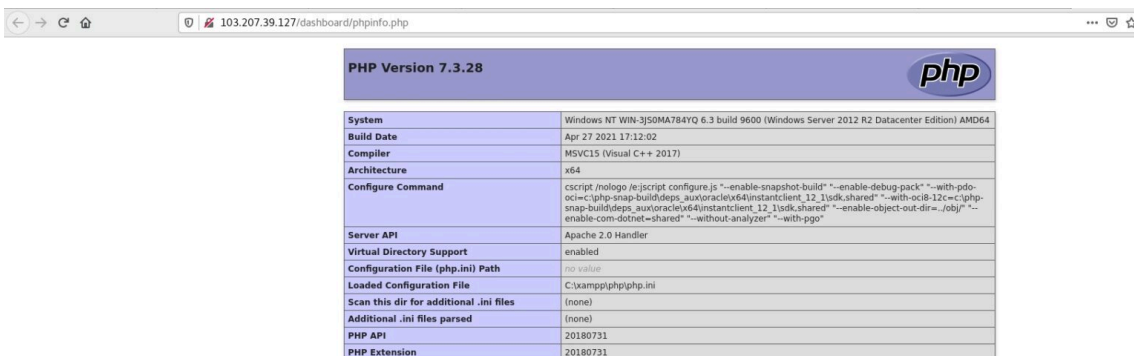 103.207.39.127/dashboard/phpinfo.php
PHP Version 7.3.28
php
System Windows NT WIN-3JS0MA784YQ 6.3 build 9600 (Windows Server 2012 R2 Datacenter Edition) AMD64
Build Date Apr 27 2021 17:12:02
Compiler MSVC15 (Visual C++ 2017)
Architecture x64
Configure Command cscript /nologo /e:jscript configure.js "--enable-snapshot-build" "--enable-debug-pack" "--with-pdo-
oci=c:\php-snap-build\deps_aux\oracle\x64\instantclient_12_1\sdk,shared" "--with-oci8-12c=c:\php-
snap-build\deps_aux\oracle\x64\instantclient_12_1\sdk,shared" "--enable-object-out-dir=../obj/" "--
enable-com-dotnet=shared" "--without-analyzer" "--with-pgo"
Server API Apache 2.0 Handler
Virtual Directory Support enabled
Configuration File (php.ini) Path no value
Loaded Configuration File C:\xampp\php\php.ini
Scan this dir for additional .ini files (none)
Additional .ini files parsed (none)
PHP API 20180731
PHP Extension 20180731